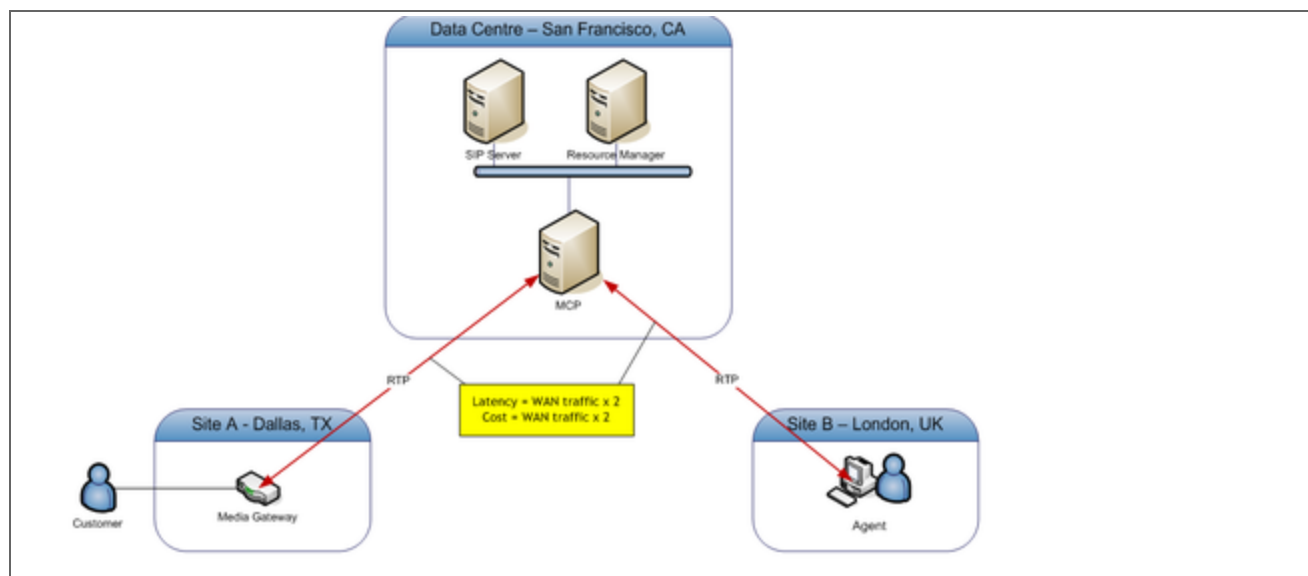 Data Centre – San Francisco, CA
SIP Server
Resource Manager
MCP
RTP
RTP
Latency = WAN traffic x 2
Cost = WAN traffic x 2
Site A - Dallas, TX
Site B – London, UK
Customer
Media Gateway
Agent